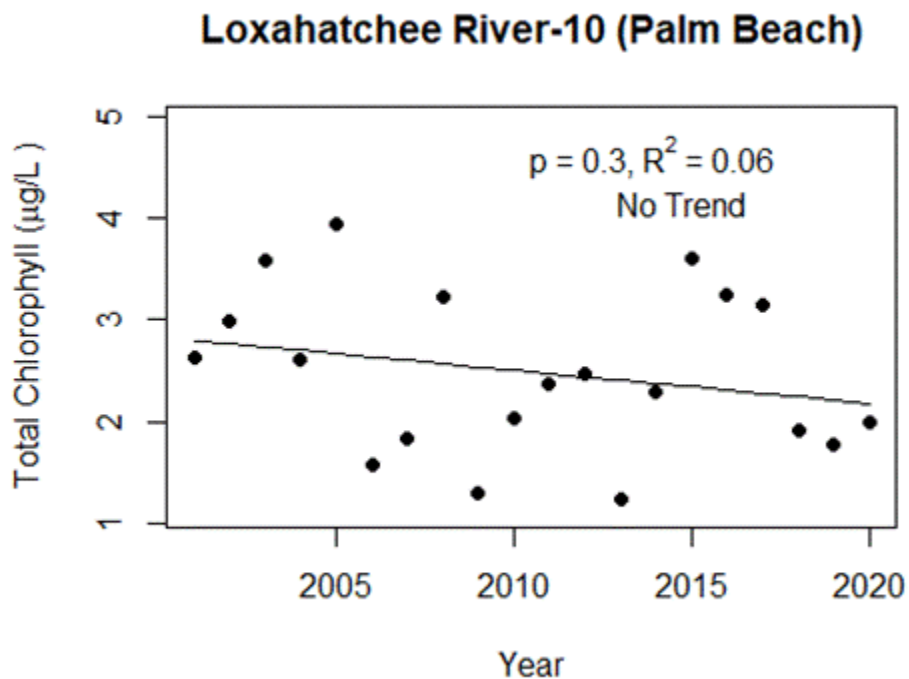 Loxahatchee River-10 (Palm Beach)
p = 0.3, R² = 0.06
No Trend
Total Chlorophyll (µg/L )
5
4
3
2
1
2005 2010 2015 2020
Year